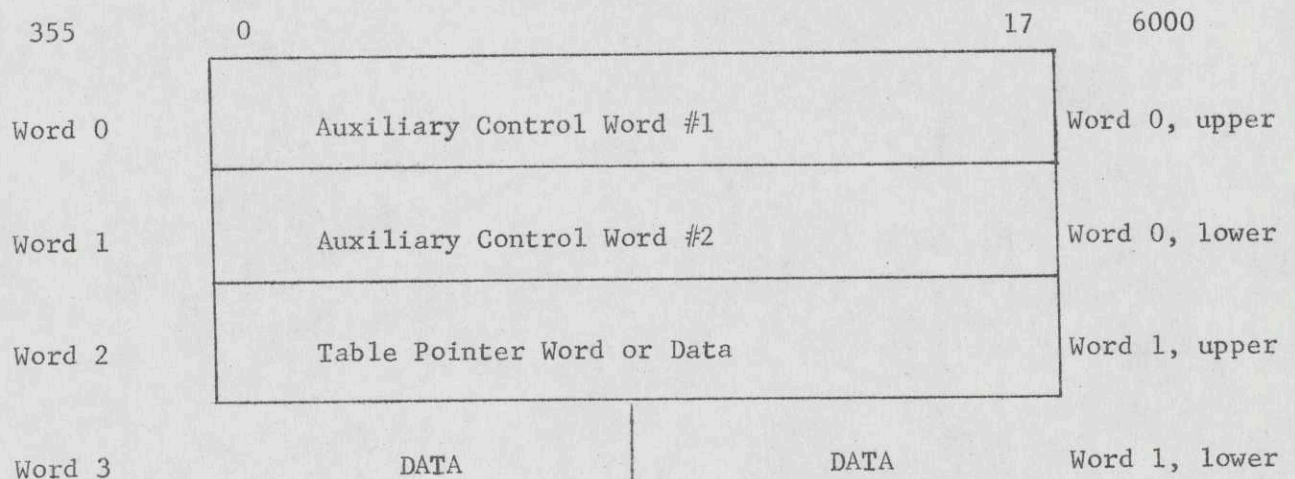 355 0 17 6000
Word 0 Auxiliary Control Word #1 Word 0, upper
Word 1 Auxiliary Control Word #2 Word 0, lower
Word 2 Table Pointer Word or Data Word 1, upper
Word 3 DATA DATA Word 1, lower